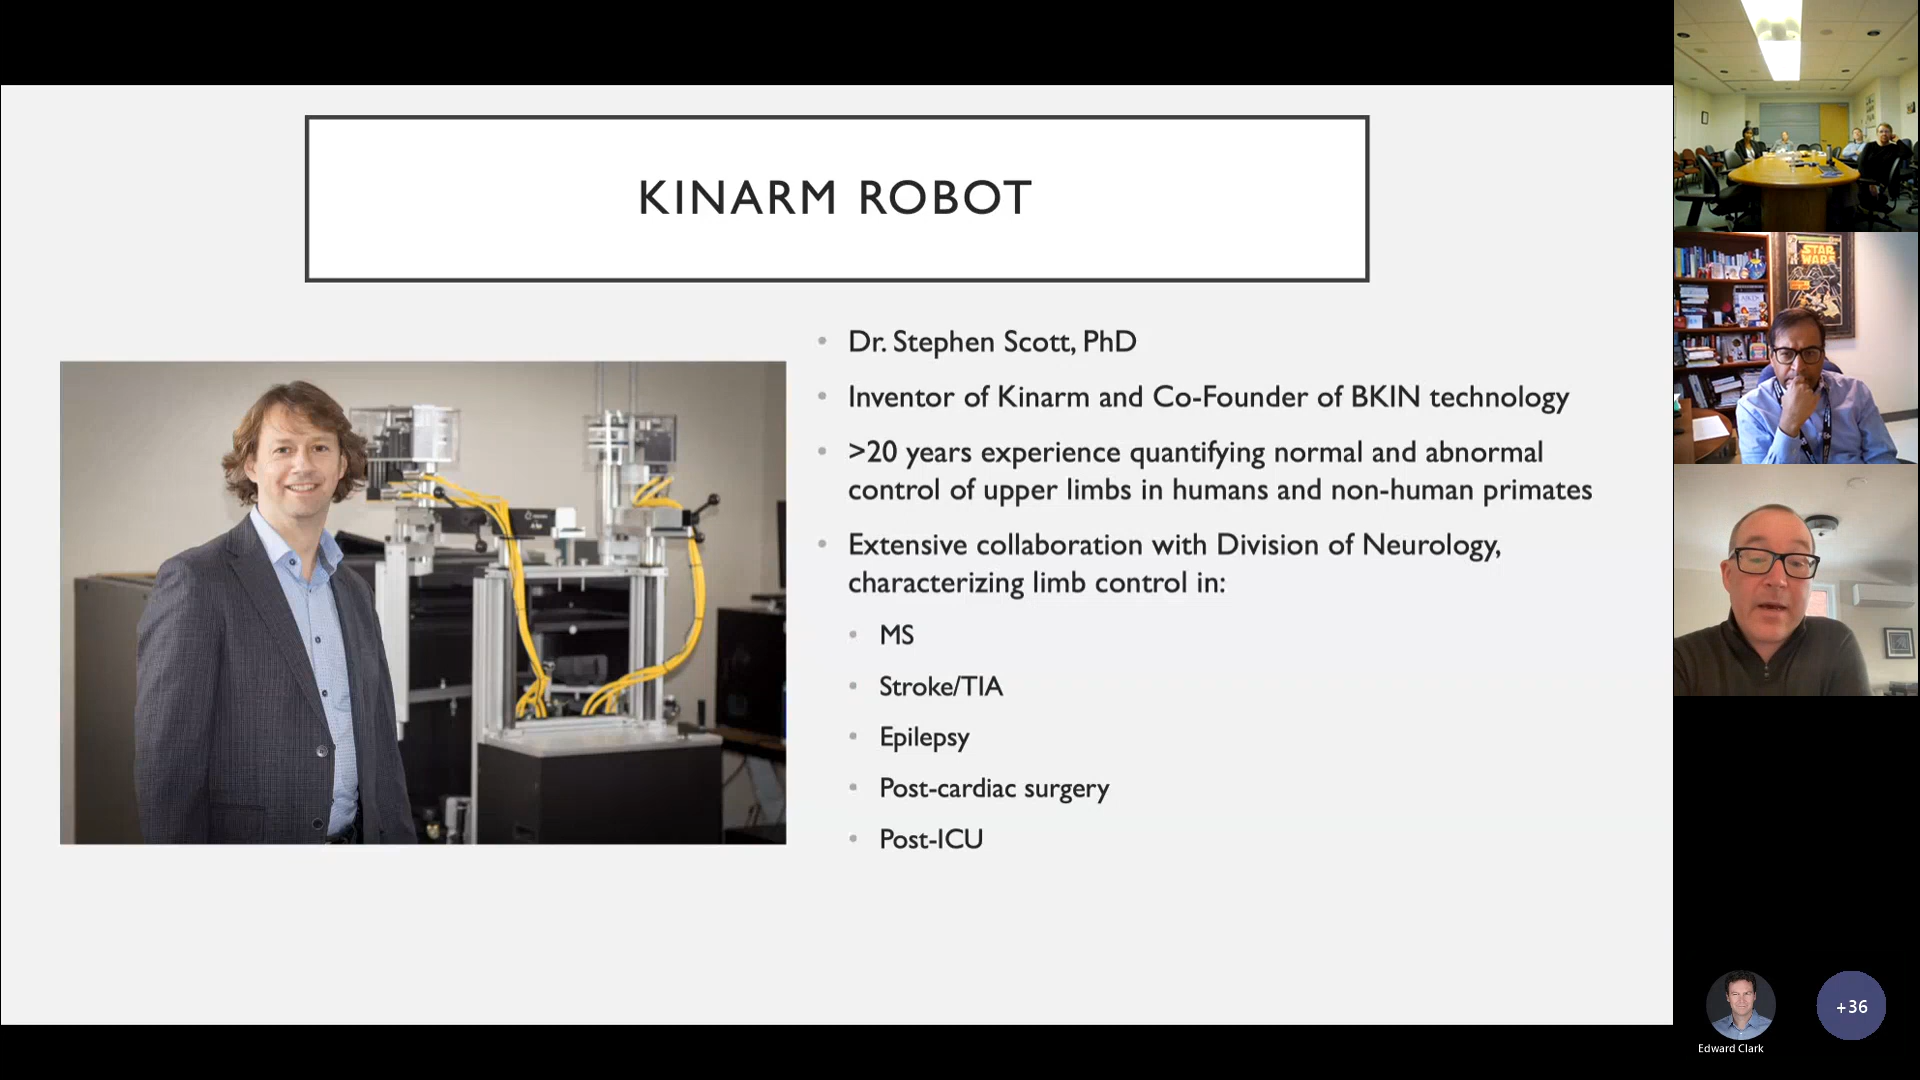 KINARM ROBOT
Dr. Stephen Scott, PhD
Inventor of Kinarm and Co-Founder of BKIN technology
>20 years experience quantifying normal and abnormal
control of upper limbs in humans and non-human primates
Extensive collaboration with Division of Neurology,
characterizing limb control in:
MS
Stroke/TIA
Epilepsy
Post-cardiac surgery
Post-ICU
STAR
WARS
Edward Clark
+36